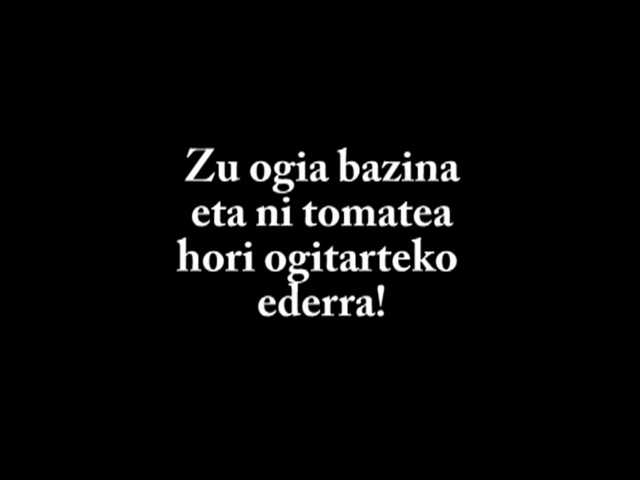 Zu ogia bazina
eta ni tomatea
hori ogitarteko
ederra!